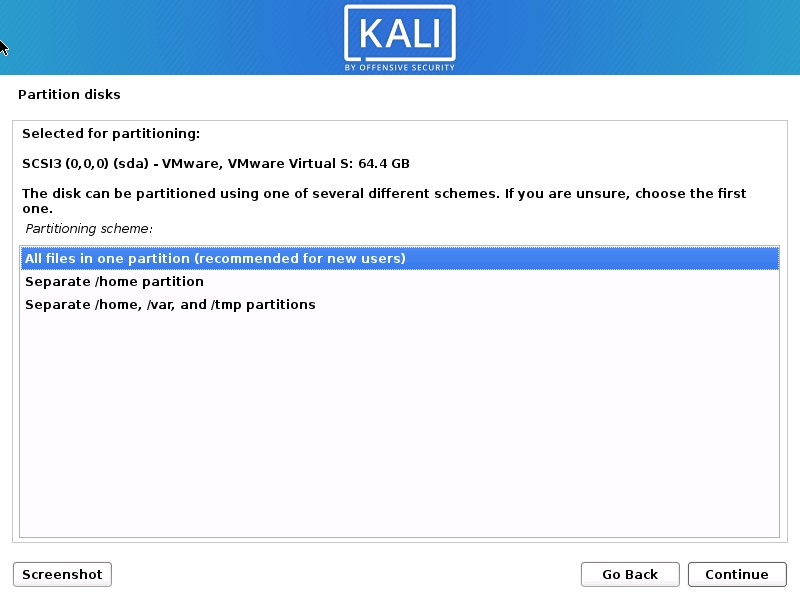 KALI
BY OFFENSIVE SECURITY
Partition disks
Selected for partitioning:
SCSI3 (0,0,0) (sda) - VMware, VMware Virtual S: 64.4 GB
The disk can be partitioned using one of several different schemes. If you are unsure, choose the first
one.
Partitioning scheme:
All files in one partition (recommended for new users)
Separate /home partition
Separate /home, /var, and /tmp partitions
Screenshot
Go Back
Continue